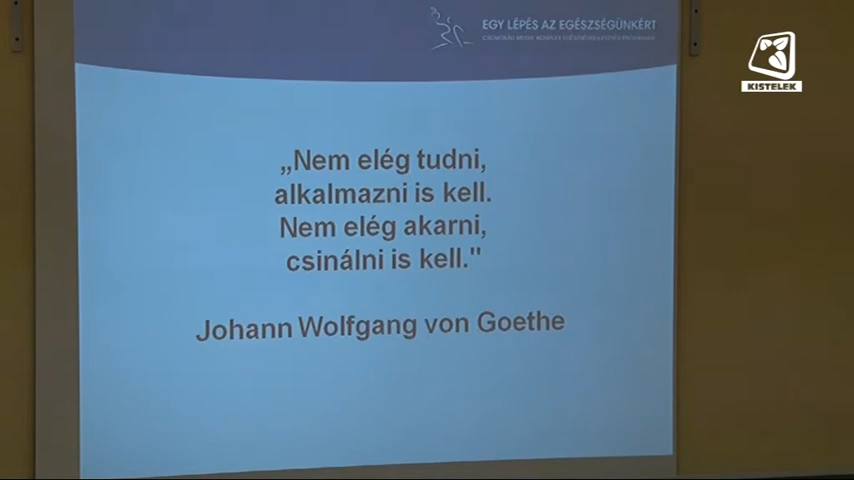 EGY LÉPÉS AZ EGÉSZSÉGÜNKÉRT
KISTELEK
„Nem elég tudni,
alkalmazni is kell.
Nem elég akarni,
csinálni is kell."
Johann Wolfgang von Goethe